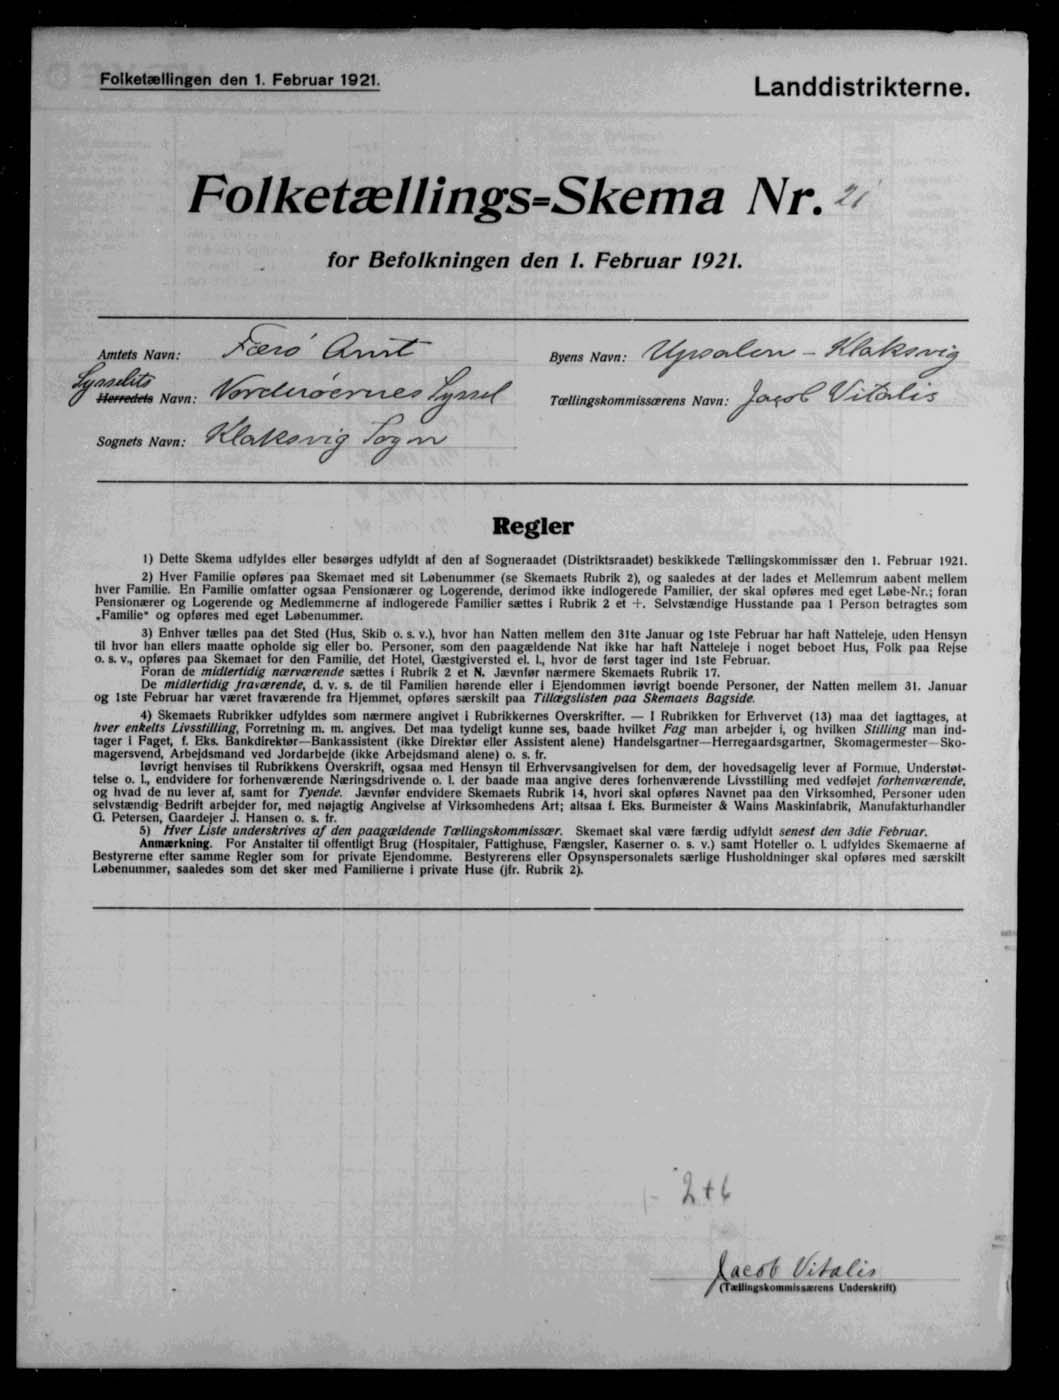 Folketællingen den 1. Februar 1921.
Landdistrikterne.
Folketællings=Skema Nr. 21
for Befolkningen den 1. Februar 1921.
Amtets Navn: Færö Amt
Byens Navn: Upsalen - Klaksvig
Sysselits
Herredets Navn: Norderöernes Syssel
Tællingskommissærens Navn: Jacob Vitalis
Sognets Navn: Klaksvig Sogn
Regler
1) Dette Skema udfyldes eller besørges udfyldt af den af Sogneraadet (Distriktsraadet) beskikkede Tællingskommissær den 1. Februar 1921.
2) Hver Familie opføres paa Skemaet med sit Løbenummer (se Skemaets Rubrik 2), og saaledes at der lades et Mellemrum aabent mellem
hver Familie. En Familie omfatter ogsaa Pensionærer og Logerende, derimod ikke indlogerede Familier, der skal opføres med eget Løbe-Nr.; foran
Pensionærer og Logerende og Medlemmerne af indlogerede Familier sættes i Rubrik 2 et +. Selvstændige Husstande paa 1 Person betragtes som
„Familie“ og opføres med eget Løbenummer.
3) Enhver tælles paa det Sted (Hus, Skib o. s. v.), hvor han Natten mellem den 31te Januar og 1ste Februar har haft Natteleje, uden Hensyn
til hvor han ellers maatte opholde sig eller bo. Personer, som den paagældende Nat ikke har haft Natteleje i noget beboet Hus, Folk paa Rejse
o. s. v., opføres paa Skemaet for den Familie, det Hotel, Gæstgiversted el. l., hvor de først tager ind 1ste Februar.
Foran de midlertidig nærværende sættes i Rubrik 2 et N. Jævnfør nærmere Skemaets Rubrik 17.
De midlertidig fraværende, d. v. s. de til Familien hørende eller i Ejendommen iøvrigt boende Personer, der Natten mellem 31. Januar
og 1ste Februar har været fraværende fra Hjemmet, opføres særskilt paa Tillægslisten paa Skemaets Bagside.
4) Skemaets Rubrikker udfyldes som nærmere angivet i Rubrikkernes Overskrifter. — I Rubrikken for Erhvervet (13) maa det iagttages, at
hver enkelts Livsstilling, Forretning m. m. angives. Det maa tydeligt kunne ses, baade hvilket Fag man arbejder i, og hvilken Stilling man ind-
tager i Faget, f. Eks. Bankdirektør—Bankassistent (ikke Direktør eller Assistent alene) Handelsgartner—Herregaardsgartner, Skomagermester—Sko-
magersvend, Arbejdsmand ved Jordarbejde (ikke Arbejdsmand alene) o. s. fr.
Iøvrigt henvises til Rubrikkens Overskrift, ogsaa med Hensyn til Erhvervsangivelsen for dem, der hovedsagelig lever af Formue, Understøt-
telse o. l., endvidere for forhenværende Næringsdrivende o. l. der baade maa angive deres forhenværende Livsstilling med vedføjet forhenværende,
og hvad de nu lever af, samt for Tyende. Jævnfør endvidere Skemaets Rubrik 14, hvori skal opføres Navnet paa den Virksomhed, Personer uden
selvstændig Bedrift arbejder for, med nøjagtig Angivelse af Virksomhedens Art; altsaa f. Eks. Burmeister & Wains Maskinfabrik, Manufakturhandler
G. Petersen, Gaardejer J. Hansen o. s. fr.
5) Hver Liste underskrives af den paagældende Tællingskommissær. Skemaet skal være færdig udfyldt senest den 3die Februar.
Anmærkning. For Anstalter til offentligt Brug (Hospitaler, Fattighuse, Fængsler, Kaserner o. s. v.) samt Hoteller o. l. udfyldes Skemaerne af
Bestyrerne efter samme Regler som for private Ejendomme. Bestyrerens eller Opsynspersonalets særlige Husholdninger skal opføres med særskilt
Løbenummer, saaledes som det sker med Familierne i private Huse (jfr. Rubrik 2).
2+6
Jacob Vitalis
(Tællingskommissærens Underskrift)